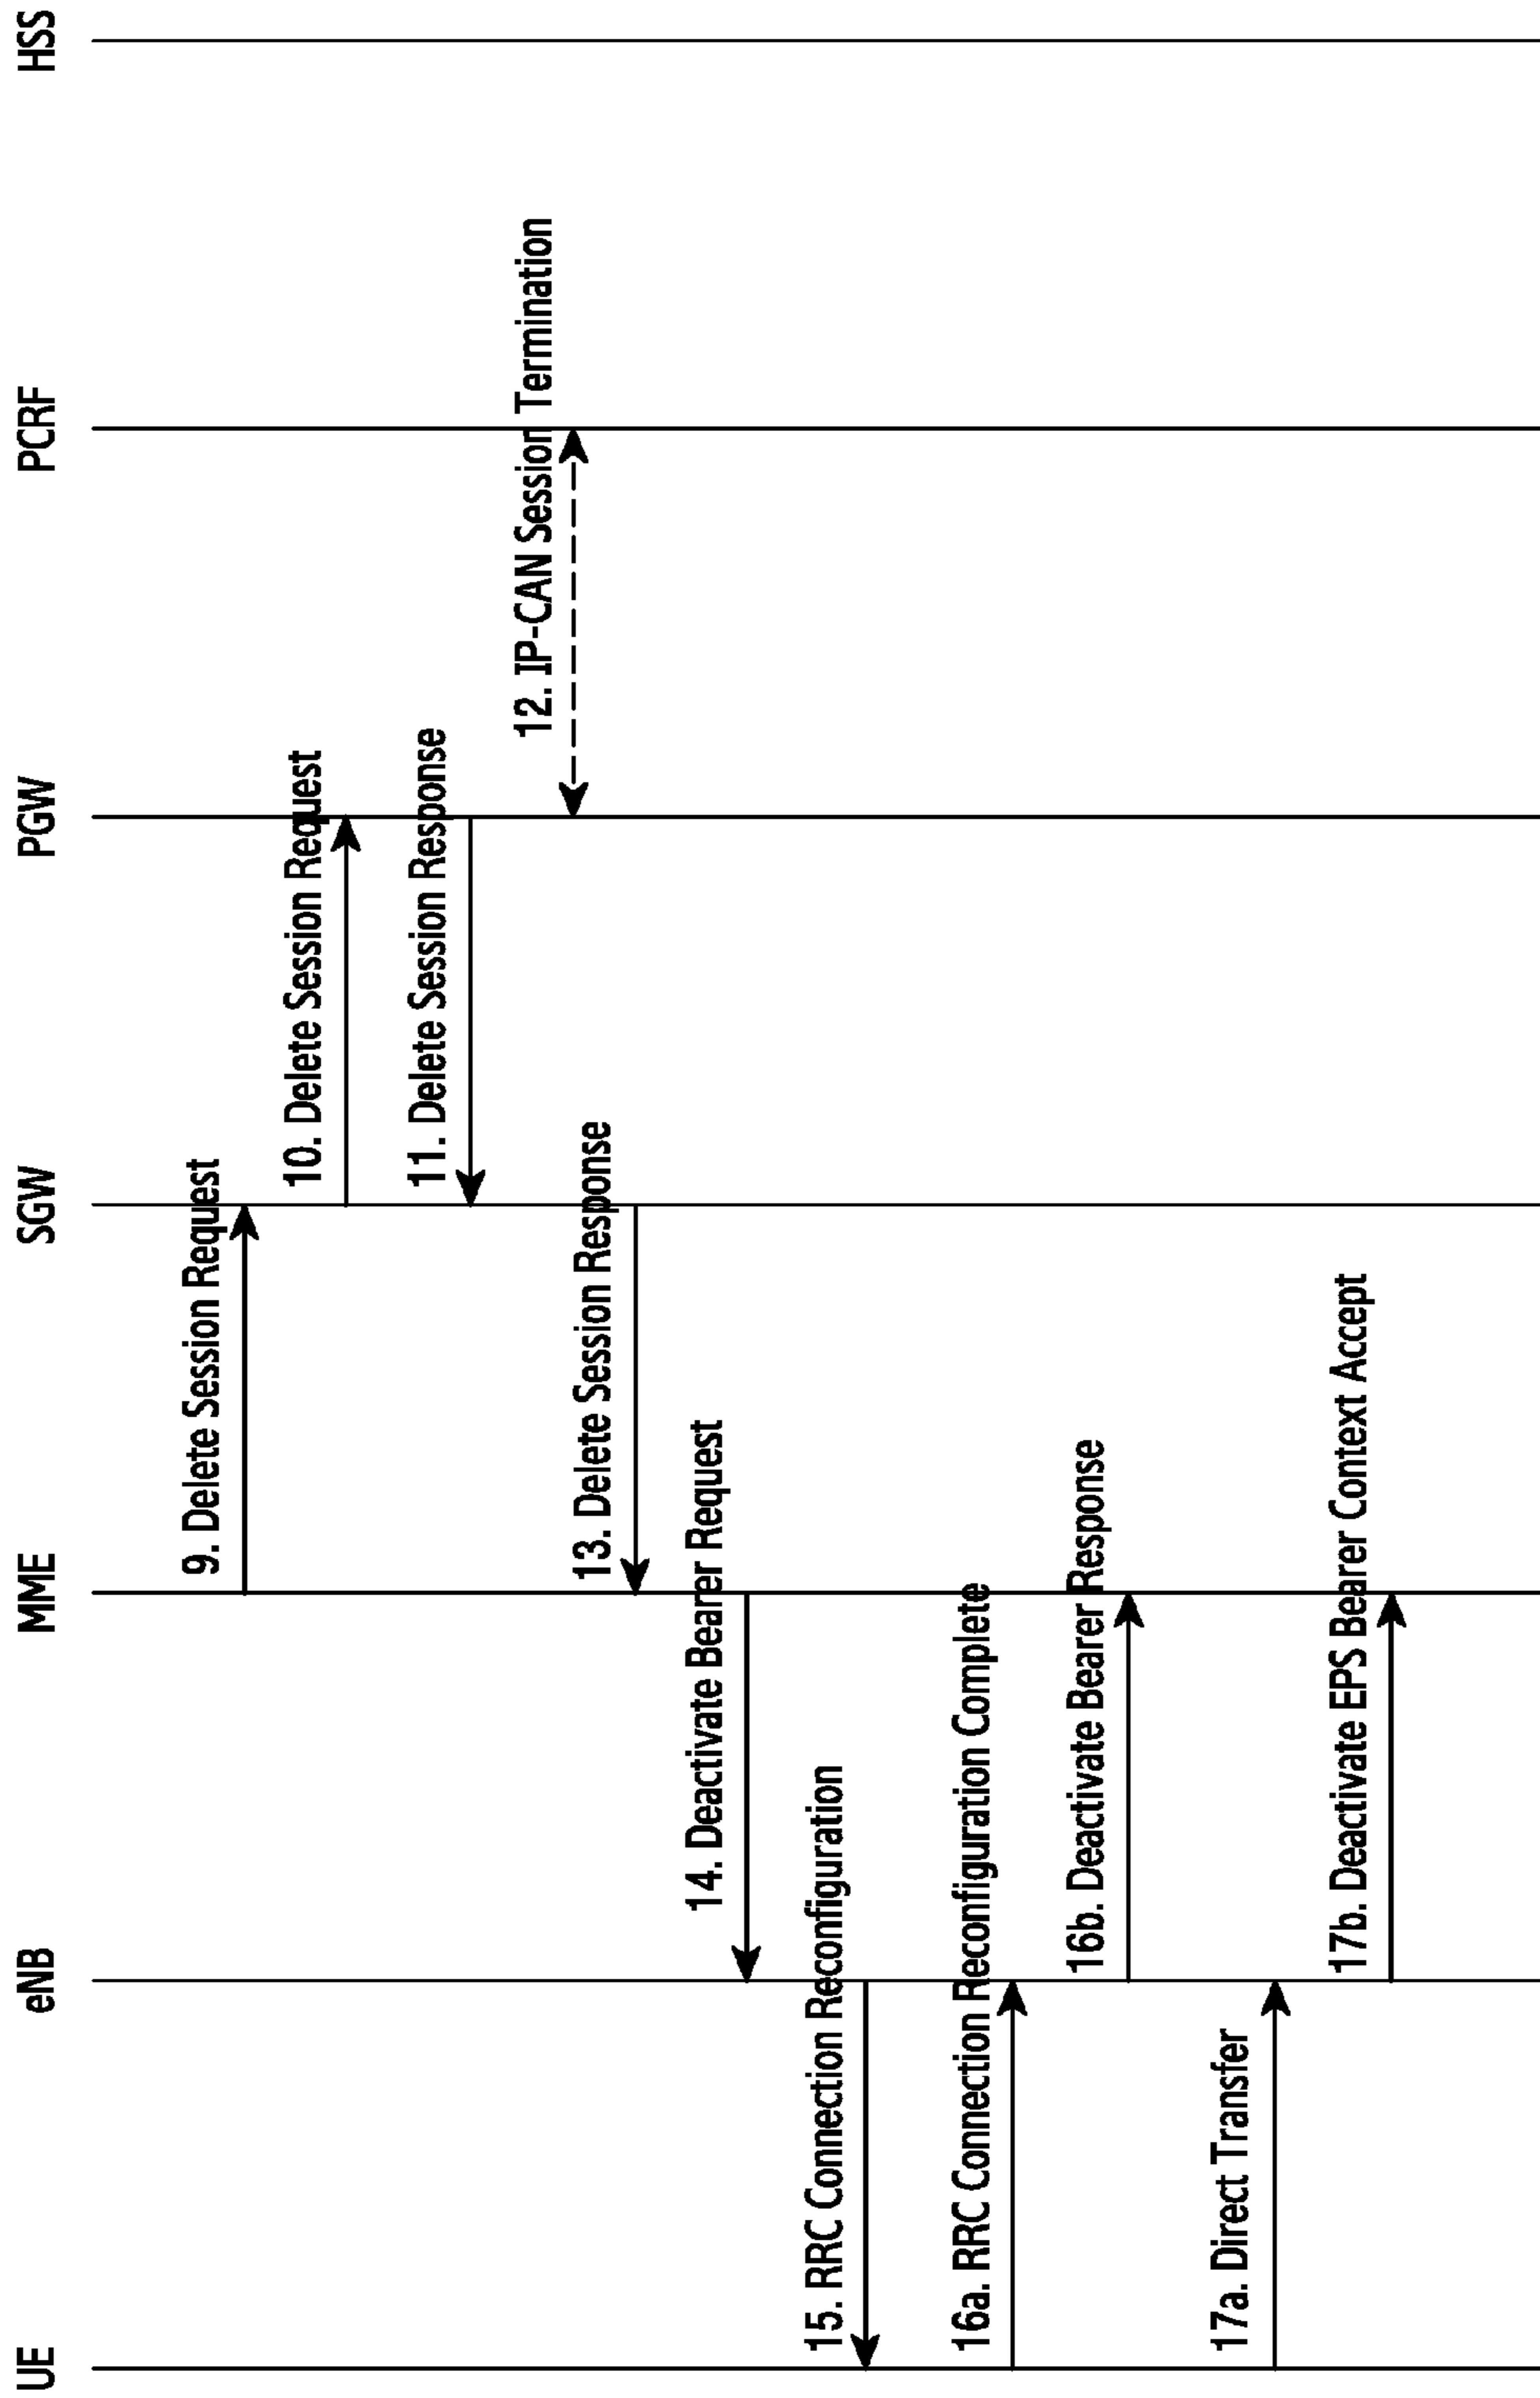 UE
eNB
MME
SGW
PGW
PCRF
HSS
9. Delete Session Request
10. Delete Session Request
11. Delete Session Response
12. IP-CAN Session Termination
13. Delete Session Response
14. Deactivate Bearer Request
15. RRC Connection Reconfiguration
16a. RRC Connection Reconfiguration Complete
16b. Deactivate Bearer Response
17a. Direct Transfer
17b. Deactivate EPS Bearer Context Accept